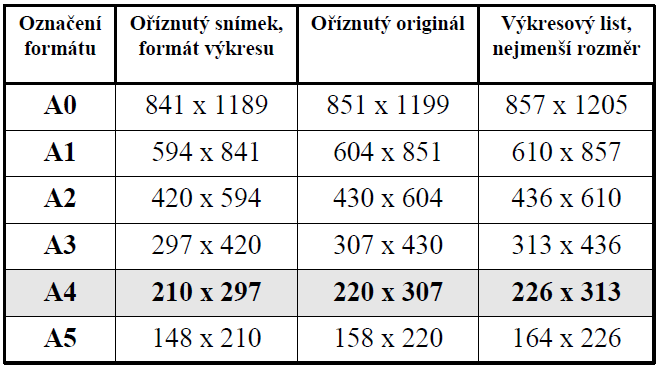 Označení formátu | Oříznutý snímek, formát výkresu | Oříznutý originál | Výkresový list, nejmenší rozměr
A0 | 841 x 1189 | 851 x 1199 | 857 x 1205
A1 | 594 x 841 | 604 x 851 | 610 x 857
A2 | 420 x 594 | 430 x 604 | 436 x 610
A3 | 297 x 420 | 307 x 430 | 313 x 436
A4 | 210 x 297 | 220 x 307 | 226 x 313
A5 | 148 x 210 | 158 x 220 | 164 x 226